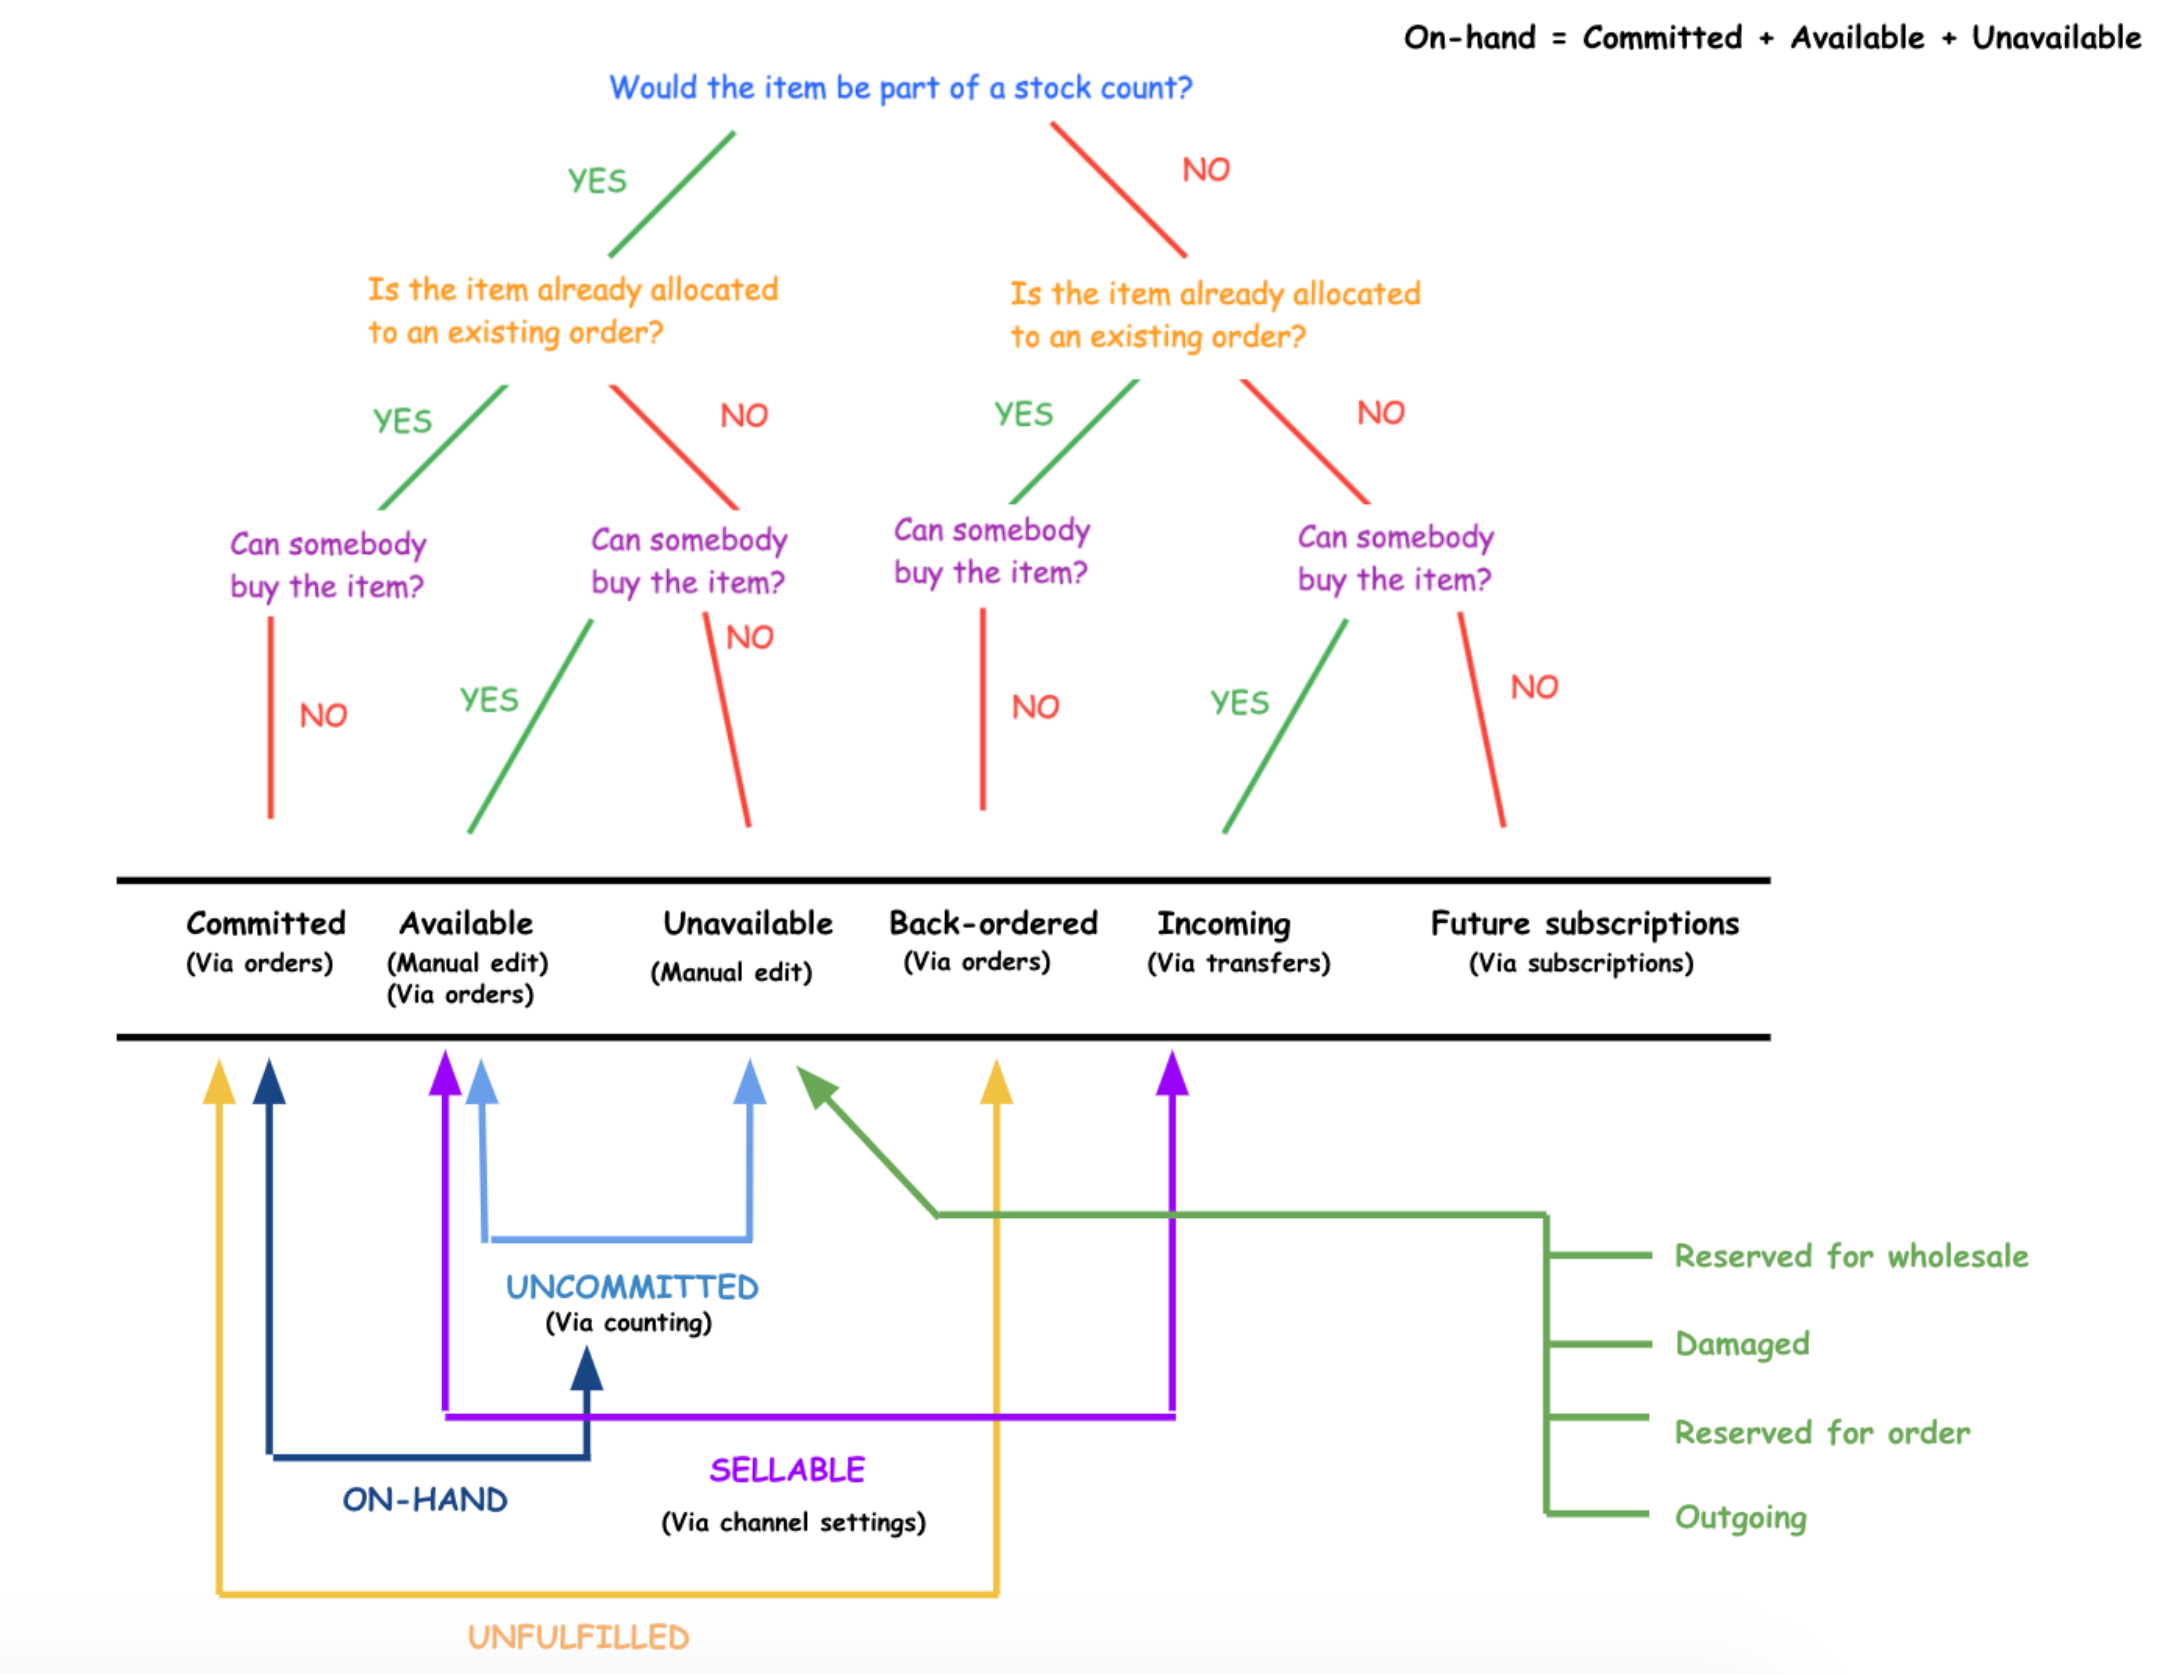 On-hand = Committed + Available + Unavailable
Would the item be part of a stock count?
YES
NO
Is the item already allocated
to an existing order?
Is the item already allocated
to an existing order?
YES
NO
YES
NO
Can somebody
buy the item?
Can somebody
buy the item?
Can somebody
buy the item?
Can somebody
buy the item?
NO
YES
NO
NO
YES
NO
Committed
(Via orders)
Available
(Manual edit)
(Via orders)
Unavailable
(Manual edit)
Back-ordered
(Via orders)
Incoming
(Via transfers)
Future subscriptions
(Via subscriptions)
UNCOMMITTED
(Via counting)
Reserved for wholesale
Damaged
Reserved for order
Outgoing
SELLABLE
(Via channel settings)
ON-HAND
UNFULFILLED